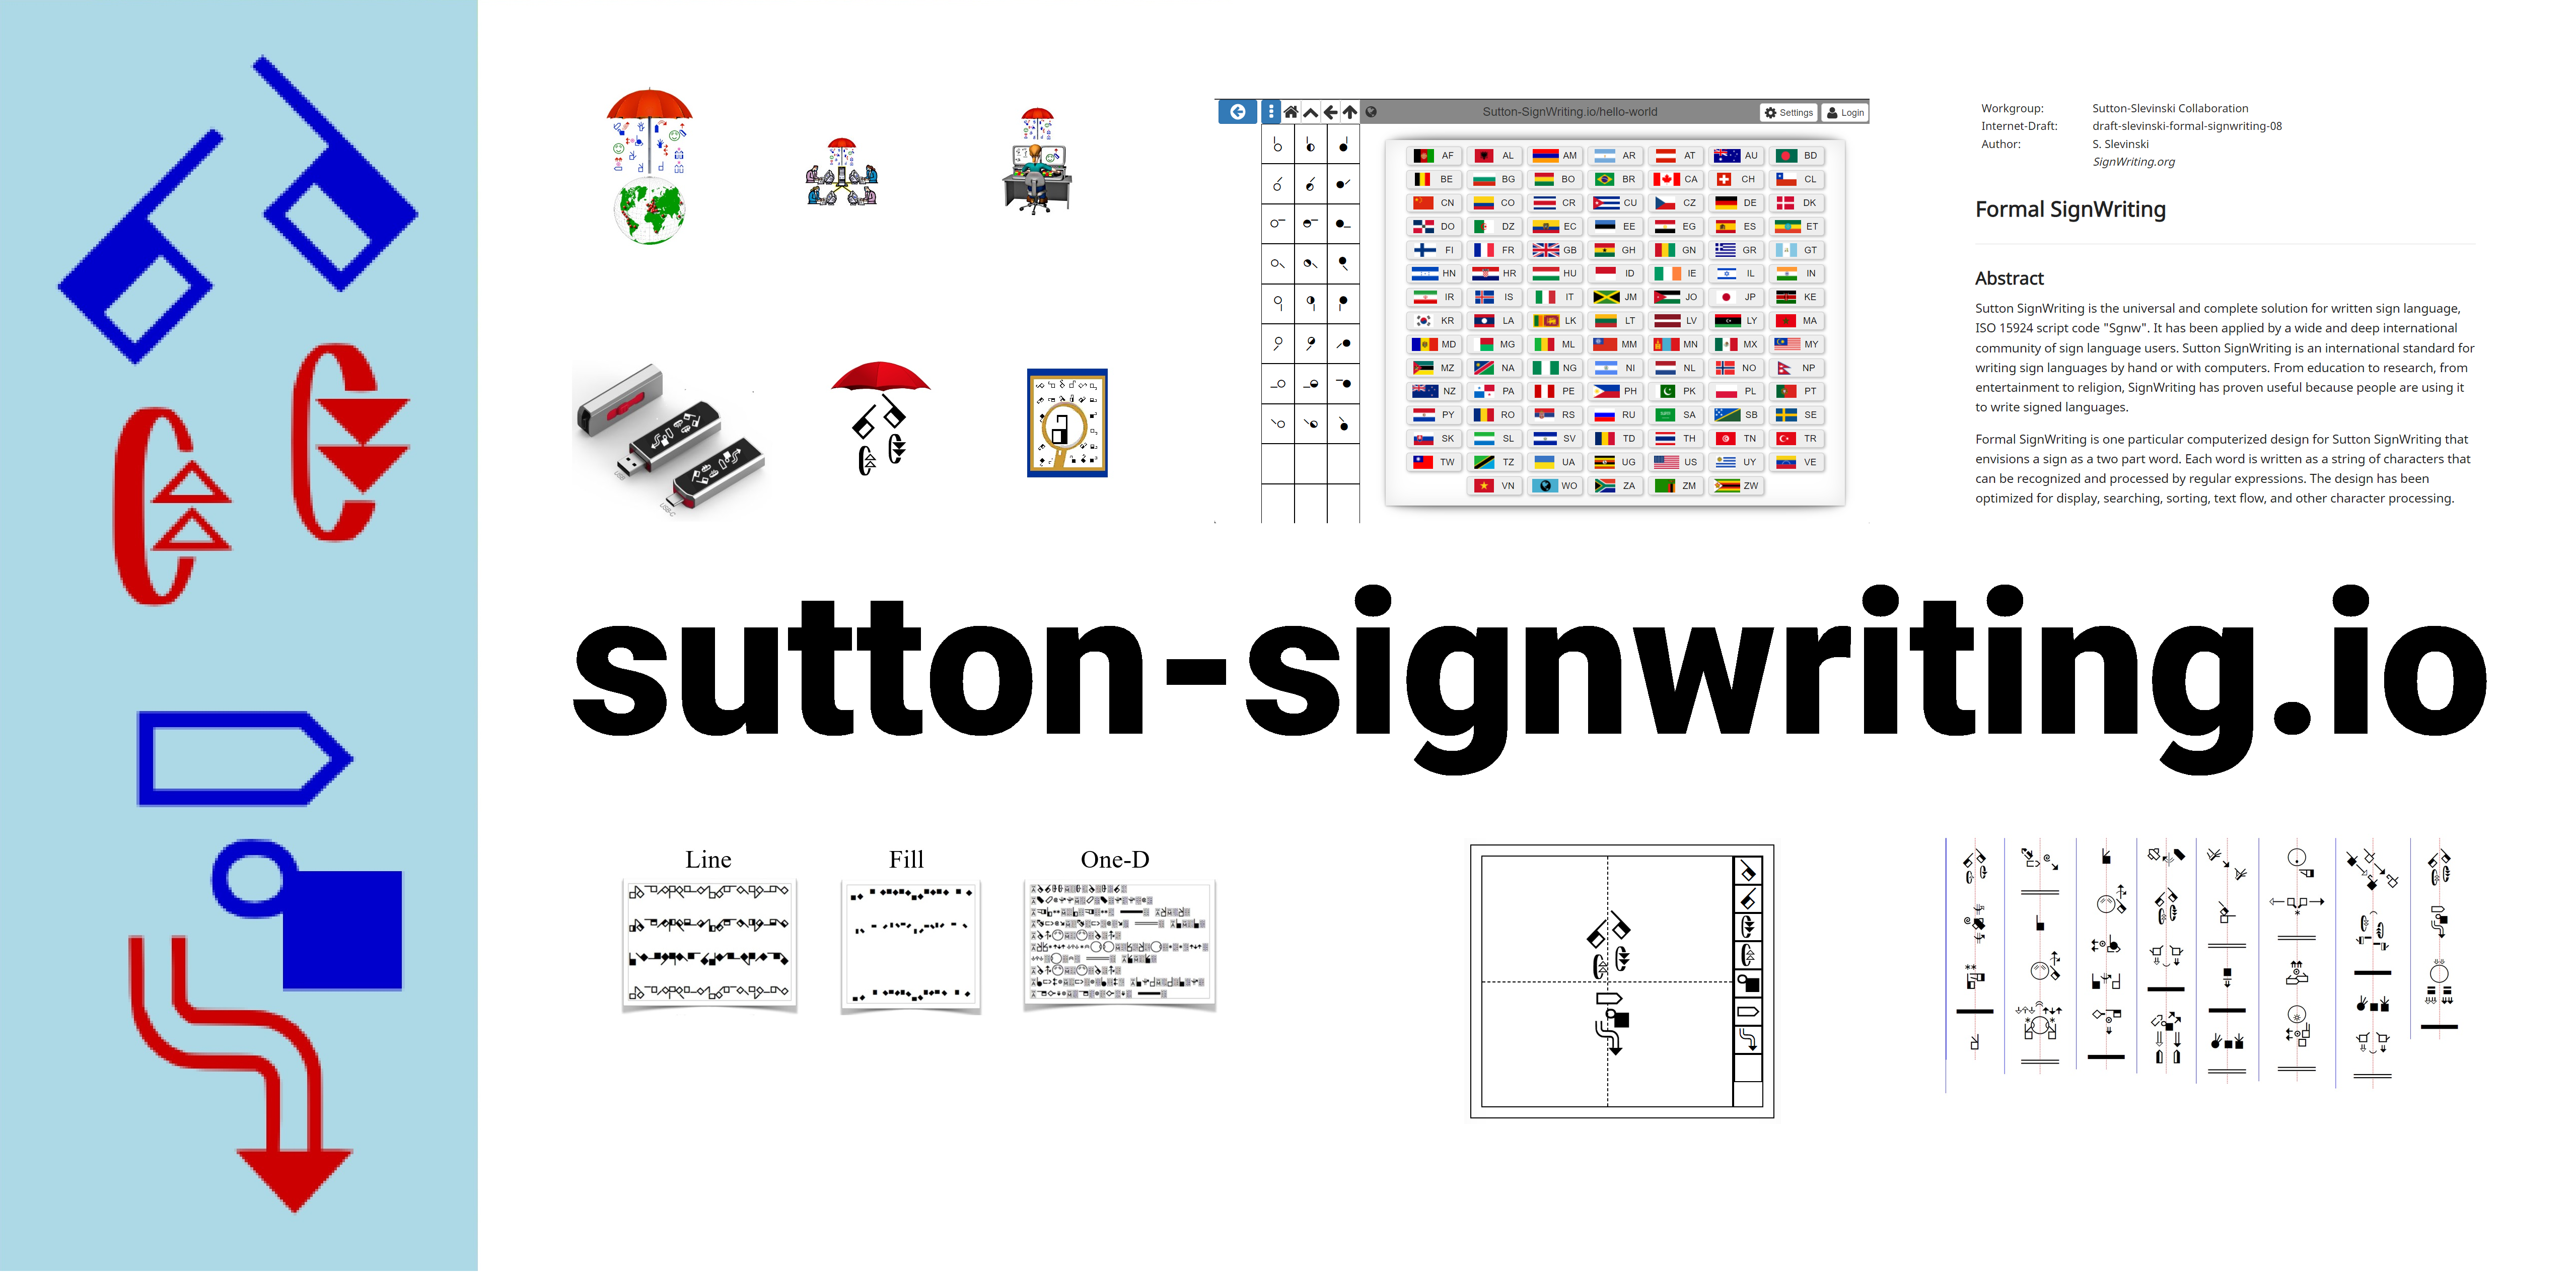 Sutton-SignWriting.io/hello-world
Settings
Login
AF AL AM AR AT AU BD
BE BG BO BR CA CH CL
CN CO CR CU CZ DE DK
DO DZ EC EE EG ES ET
FI FR GB GH GN GR GT
HN HR HU ID IE IL IN
IR IS IT JM JO JP KE
KR LA LK LT LV LY MA
MD MG ML MM MN MX MY
MZ NA NG NI NL NO NP
NZ PA PE PH PK PL PT
PY RO RS RU SA SB SE
SK SL SV TD TH TN TR
TW TZ UA UG US UY VE
VN WO ZA ZM ZW
Workgroup: Sutton-Slevinski Collaboration
Internet-Draft: draft-slevinski-formal-signwriting-08
Author: S. Slevinski
SignWriting.org
Formal SignWriting
Abstract
Sutton SignWriting is the universal and complete solution for written sign language,
ISO 15924 script code "Sgnw". It has been applied by a wide and deep international
community of sign language users. Sutton SignWriting is an international standard for
writing sign languages by hand or with computers. From education to research, from
entertainment to religion, SignWriting has proven useful because people are using it
to write signed languages.
Formal SignWriting is one particular computerized design for Sutton SignWriting that
envisions a sign as a two part word. Each word is written as a string of characters that
can be recognized and processed by regular expressions. The design has been
optimized for display, searching, sorting, text flow, and other character processing.
USB
USB-C
sutton-signwriting.io
Line
Fill
One-D